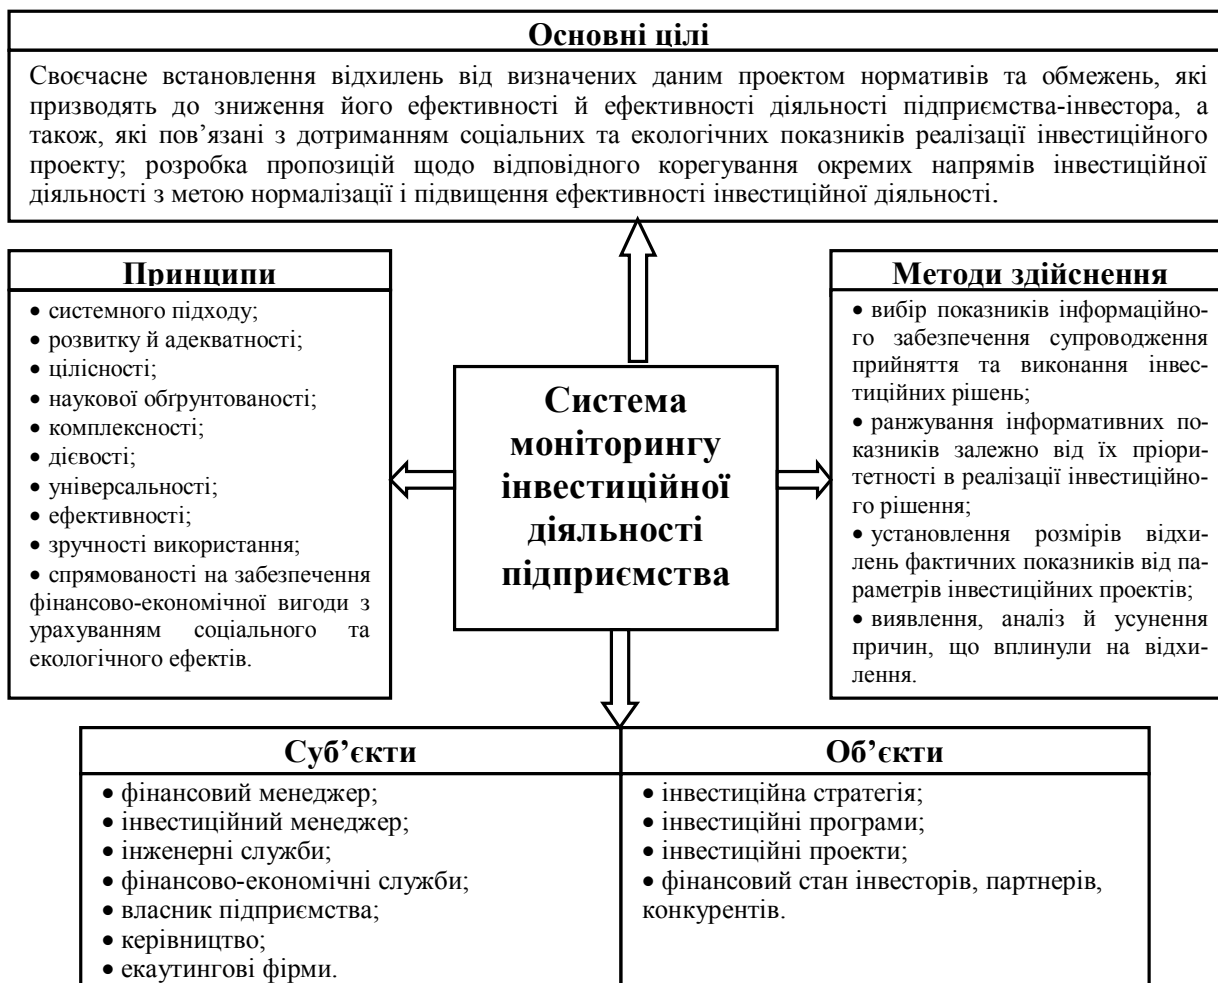 Основні цілі
Своєчасне встановлення відхилень від визначених даним проектом нормативів та обмежень, які
призводять до зниження його ефективності й ефективності діяльності підприємства-інвестора, а
також, які пов’язані з дотриманням соціальних та екологічних показників реалізації інвестиційного
проекту; розробка пропозицій щодо відповідного корегування окремих напрямів інвестиційної
діяльності з метою нормалізації і підвищення ефективності інвестиційної діяльності.
Принципи
• системного підходу;
• розвитку й адекватності;
• цілісності;
• наукової обґрунтованості;
• комплексності;
• дієвості;
• універсальності;
• ефективності;
• зручності використання;
• спрямованості на забезпечення
фінансово-економічної вигоди з
урахуванням соціального та
екологічного ефектів.
Система
моніторингу
інвестиційної
діяльності
підприємства
Методи здійснення
• вибір показників інформаційно-
го забезпечення супроводження
прийняття та виконання інвес-
тиційних рішень;
• ранжування інформативних по-
казників залежно від їх пріори-
тетності в реалізації інвестиційно-
го рішення;
• установлення розмірів відхи-
лень фактичних показників від па-
раметрів інвестиційних проектів;
• виявлення, аналіз й усунення
причин, що вплинули на відхи-
лення.
Суб’єкти
• фінансовий менеджер;
• інвестиційний менеджер;
• інженерні служби;
• фінансово-економічні служби;
• власник підприємства;
• керівництво;
• екаутингові фірми.
Об’єкти
• інвестиційна стратегія;
• інвестиційні програми;
• інвестиційні проекти;
• фінансовий стан інвесторів, партнерів,
конкурентів.